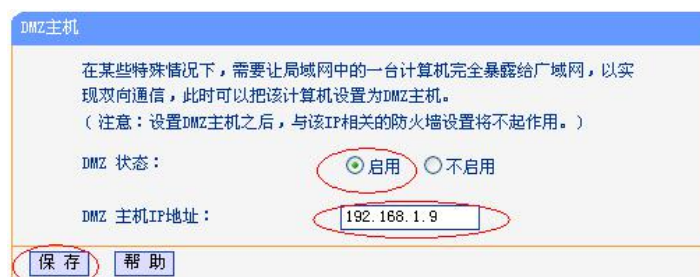 DMZ主机
在某些特殊情况下，需要让局域网中的一台计算机完全暴露给广域网，以实
现双向通信，此时可以把该计算机设置为DMZ主机。
（注意：设置DMZ主机之后，与该IP相关的防火墙设置将不起作用。）
DMZ 状态： 启用 不启用
DMZ 主机IP地址： 192.168.1.9
保 存 帮 助